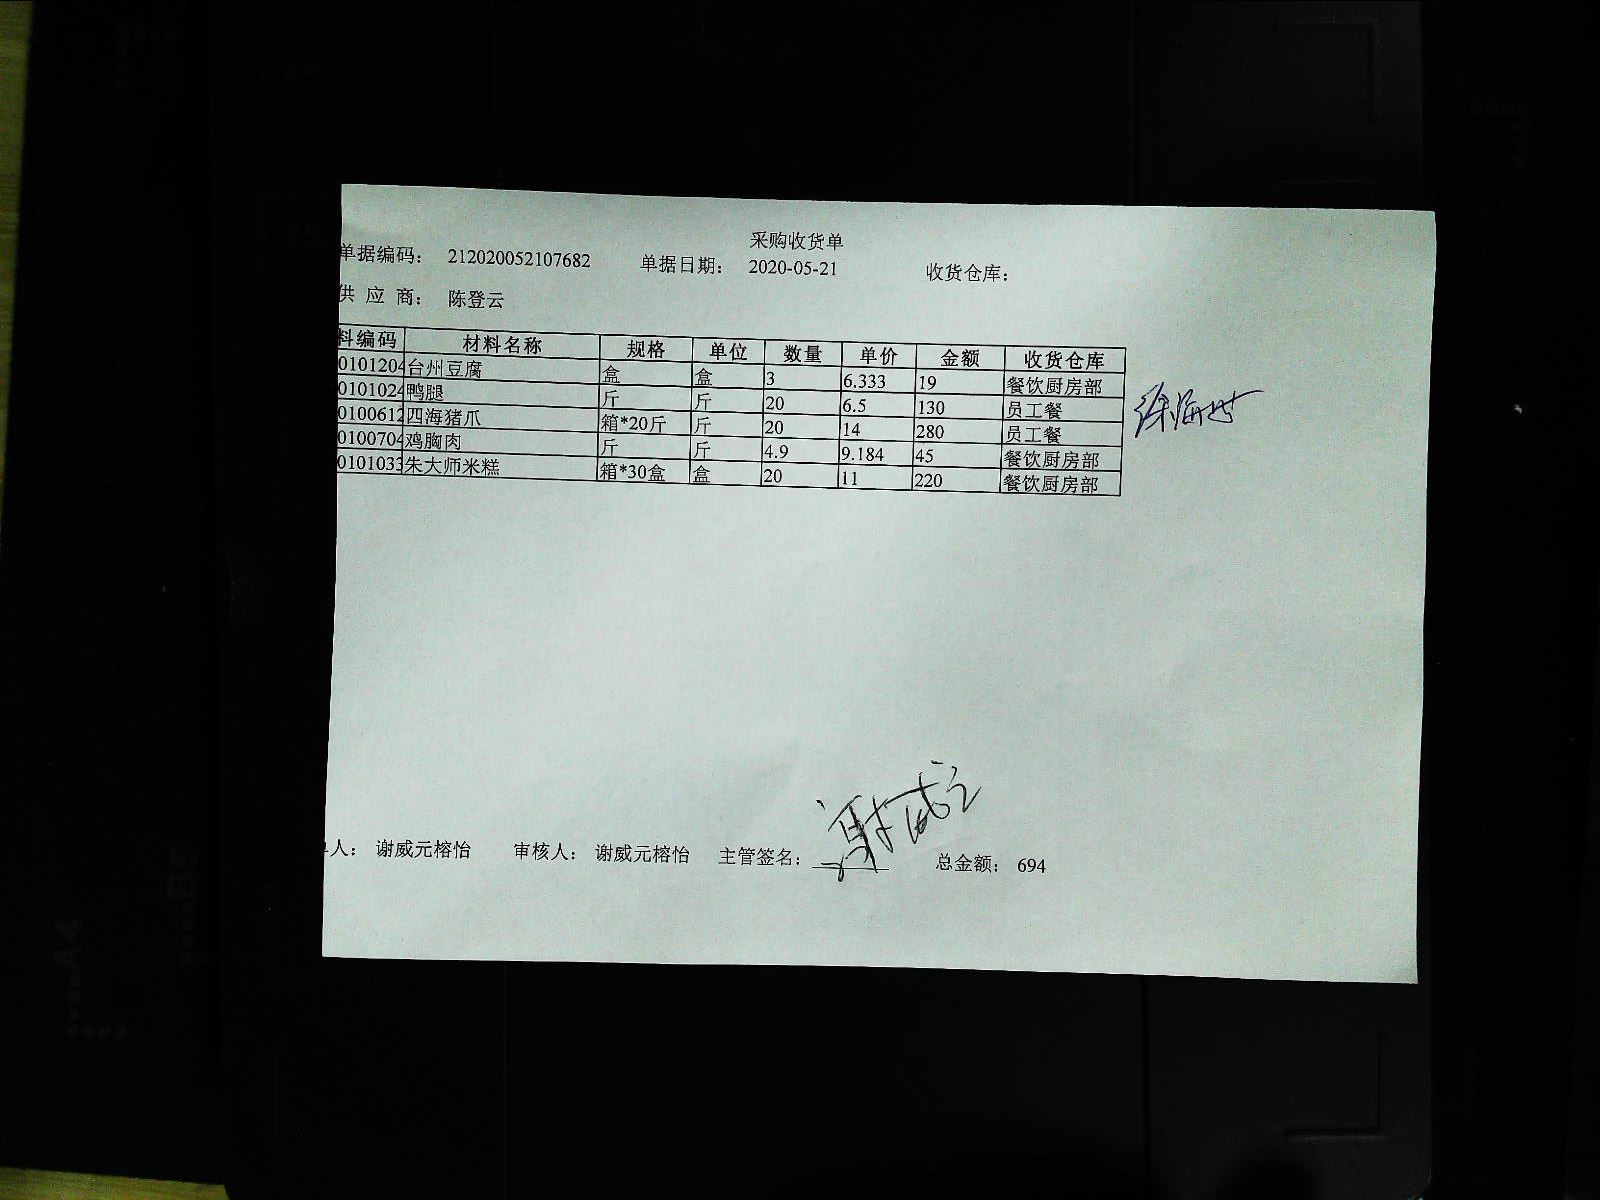 采购收货单
单据编码： 212020052107682 单据日期： 2020-05-21 收货仓库：
供 应 商： 陈登云
料编码 材料名称 规格 单位 数量 单价 金额 收货仓库
0101204 台州豆腐 盒 盒 3 6.333 19 餐饮厨房部
0101024 鸭腿 斤 斤 20 6.5 130 员工餐
0100612 四海猪爪 箱*20斤 斤 20 14 280 员工餐
0100704 鸡胸肉 斤 斤 4.9 9.184 45 餐饮厨房部
0101033 朱大师米糕 箱*30盒 盒 20 11 220 餐饮厨房部
人： 谢威元榕怡 审核人： 谢威元榕怡 主管签名： 谢威元 总金额： 694
A4